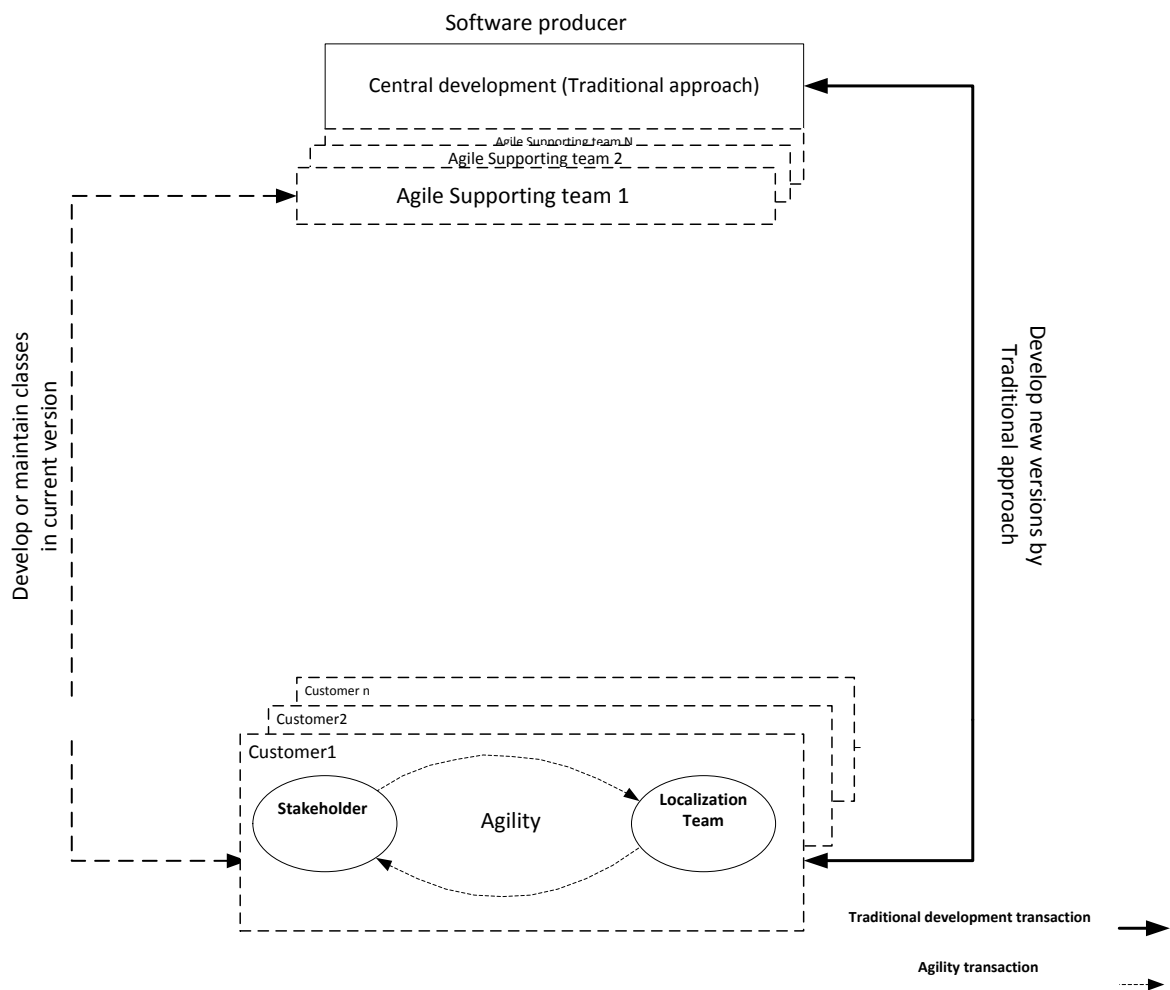 Software producer
Central development (Traditional approach)
Agile Supporting team N
Agile Supporting team 2
Agile Supporting team 1
Develop or maintain classes
in current version
Develop new versions by
Traditional approach
Customer n
Customer2
Customer1
Stakeholder
Agility
Localization
Team
Traditional development transaction
Agility transaction